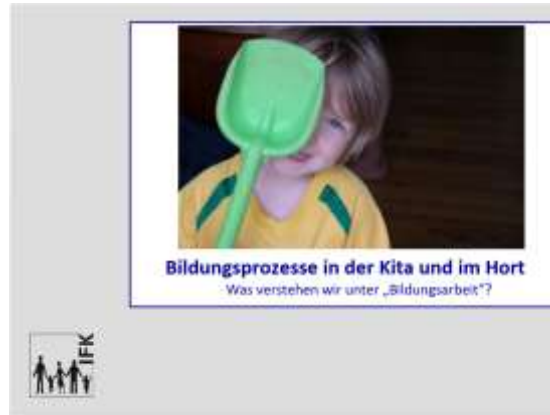 Bildungsprozesse in der Kita und im Hort
Was verstehen wir unter „Bildungsarbeit“?
IFK